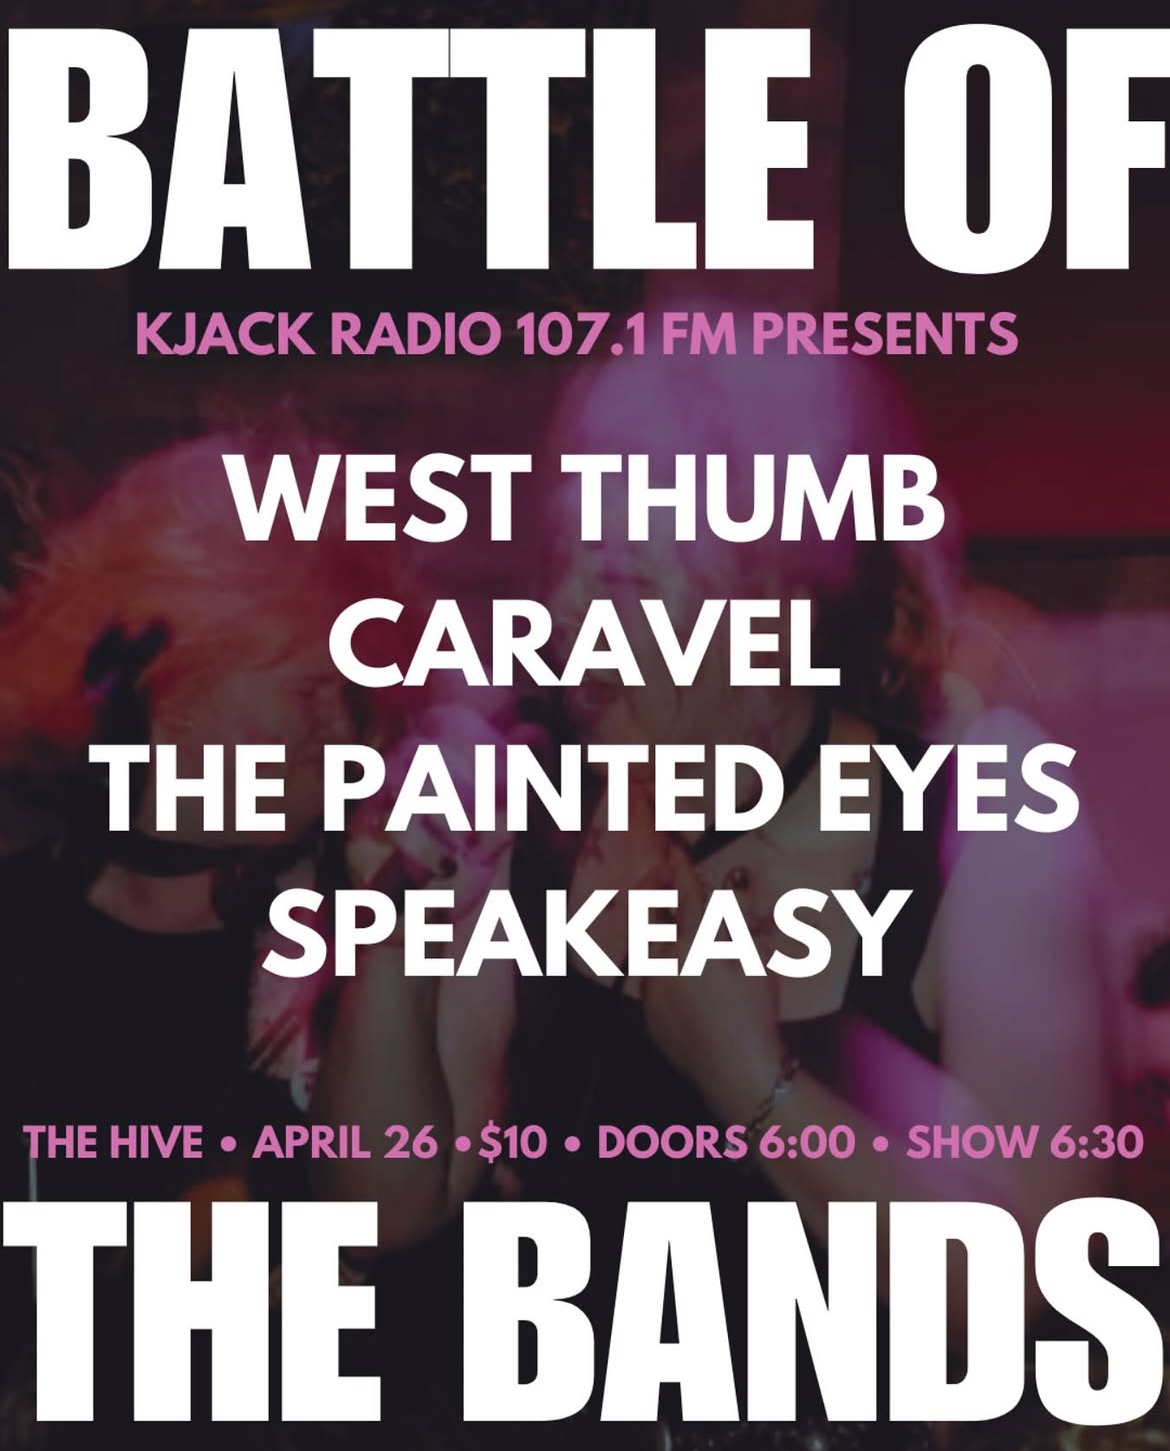 BATTLE OF
KJACK RADIO 107.1 FM PRESENTS
WEST THUMB
CARAVEL
THE PAINTED EYES
SPEAKEASY
THE HIVE • APRIL 26 •$10 • DOORS 6:00 • SHOW 6:30
THE BANDS